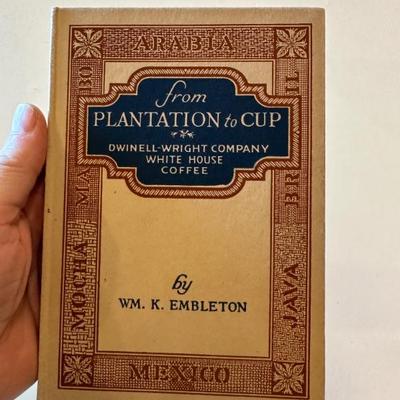 ARABIA
from
PLANTATION to CUP
DWINELL-WRIGHT COMPANY
WHITE HOUSE
COFFEE
by
WM. K. EMBLETON
MOCHA
JAVA
MEXICO